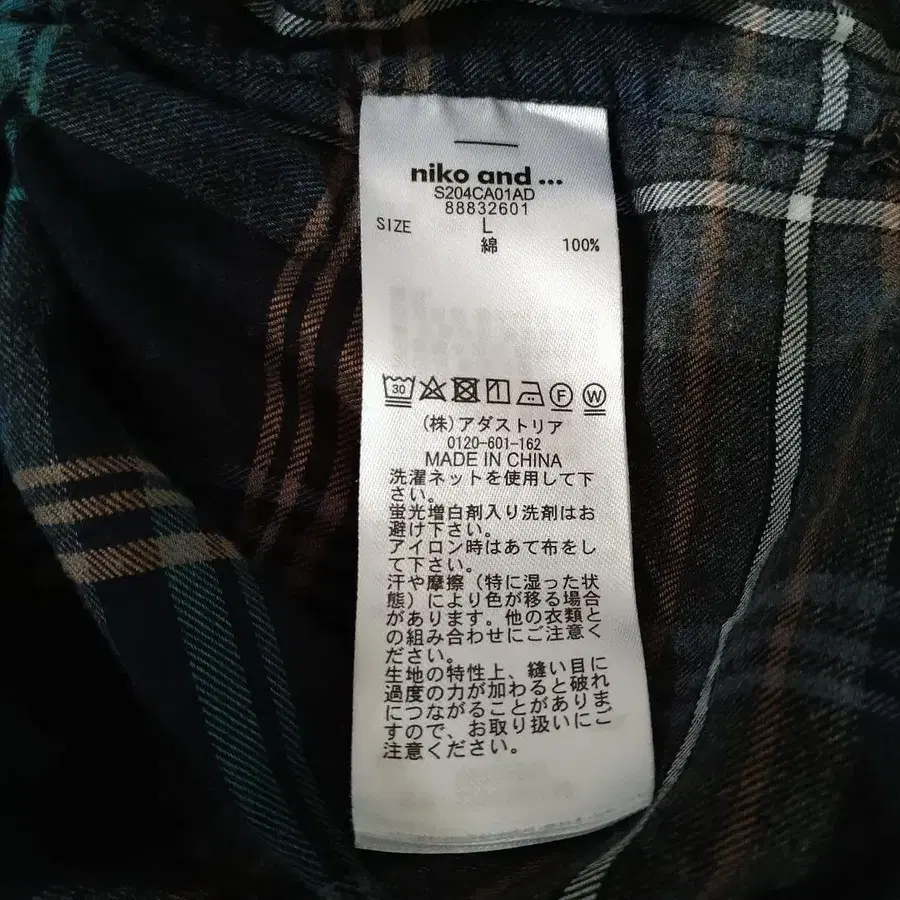 niko and ...
S204CA01AD
88832601
SIZE L
綿 100%
30 F W
(株)アダストリア
0120-601-162
MADE IN CHINA
洗濯ネットを使用して下
さい。
蛍光増白剤入り洗剤はお
避け下さい。
アイロン時はあて布をし
て下さい。
汗や摩擦（特に湿った状
態）により色が移る場合
があります。他の衣類と
の組み合わせにご注意く
ださい。
生地の特性上、縫い目に
過度の力が加わると破れ
につながることがありま
すので、お取り扱いにご
注意ください。